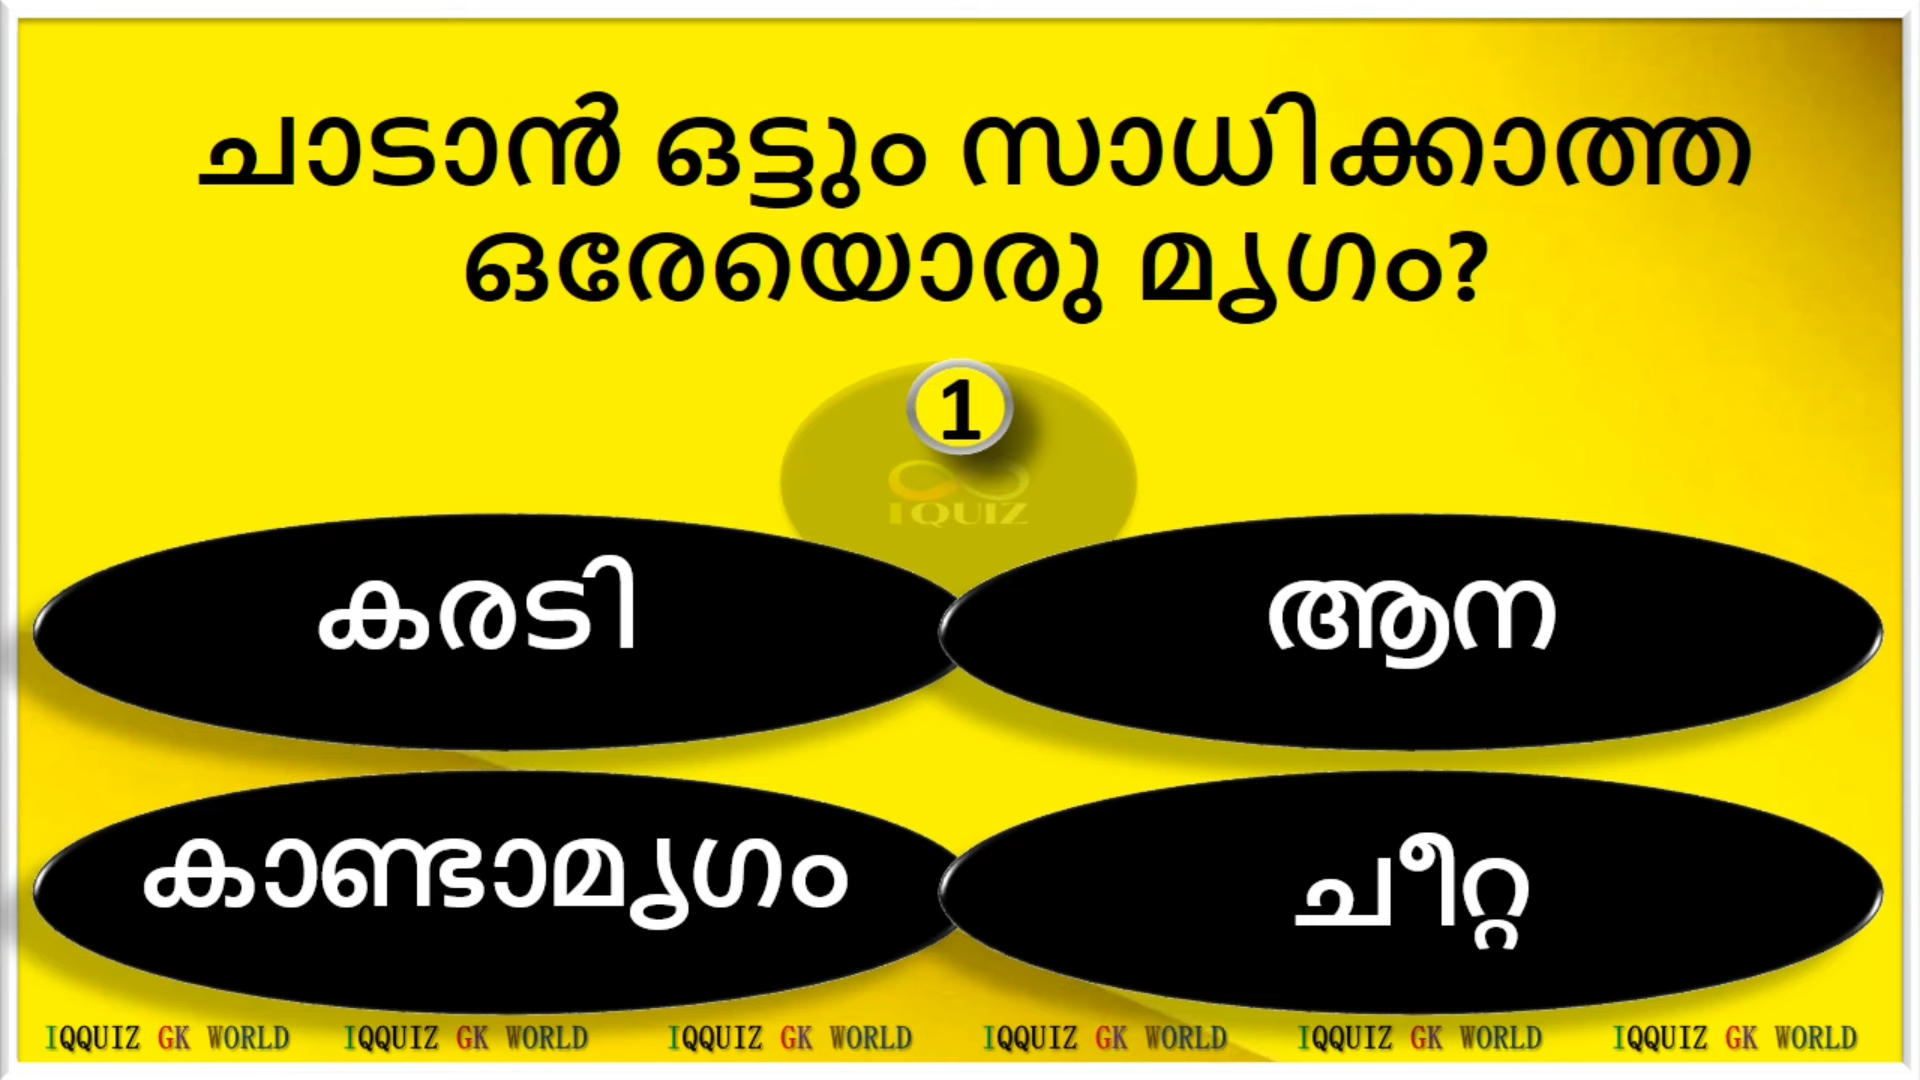 ചാടാൻ ഒട്ടും സാധിക്കാത്ത
ഒരേയൊരു മൃഗം?
1
IQUIZ
കരടി
ആന
കാണ്ടാമൃഗം
ചീറ്റ
IQQUIZ GK WORLD IQQUIZ GK WORLD IQQUIZ GK WORLD IQQUIZ GK WORLD IQQUIZ GK WORLD IQQUIZ GK WORLD